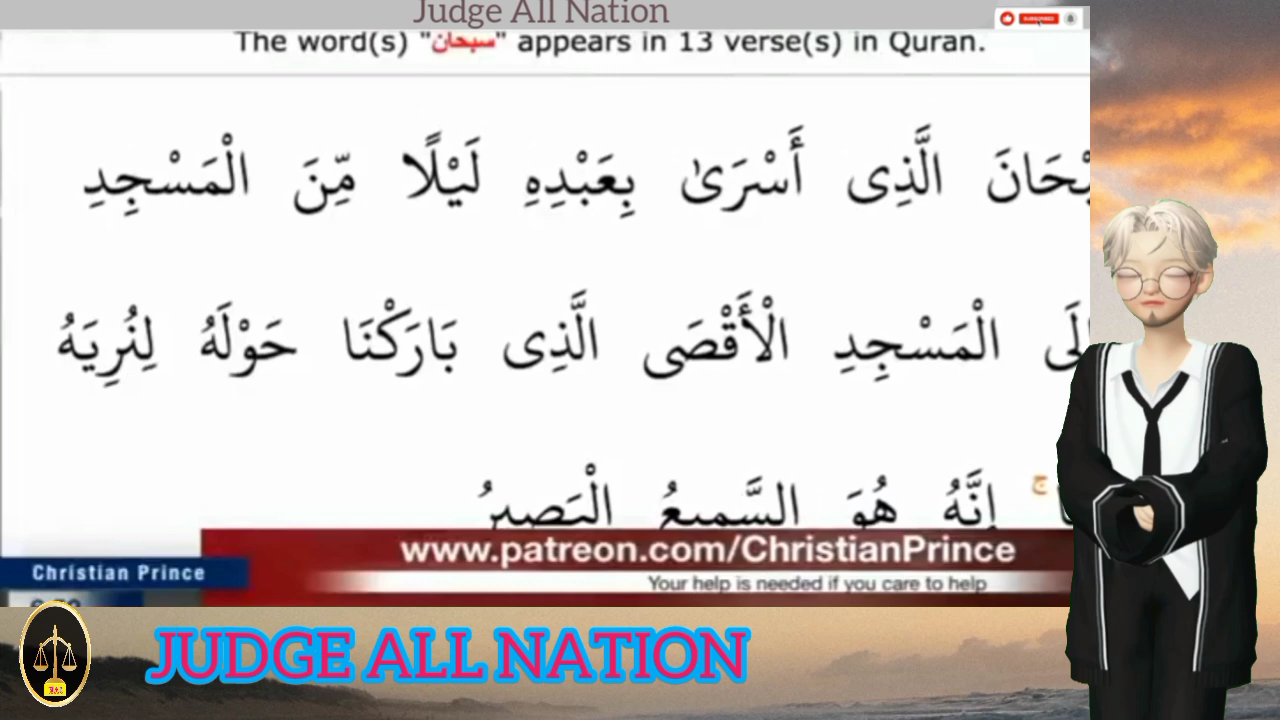 Judge All Nation
SUBSCRIBED
The word(s) "سبحان" appears in 13 verse(s) in Quran.
الَّذِى أَسْرَىٰ بِعَبْدِهِ لَيْلًا مِّنَ الْمَسْجِدِ
الْمَسْجِدِ الْأَقْصَى الَّذِى بَارَكْنَا حَوْلَهُ لِنُرِيَهُ
إِنَّهُ هُوَ السَّمِيعُ الْبَصِيرُ
www.patreon.com/ChristianPrince
Christian Prince
Your help is needed if you care to help
JUDGE ALL NATION